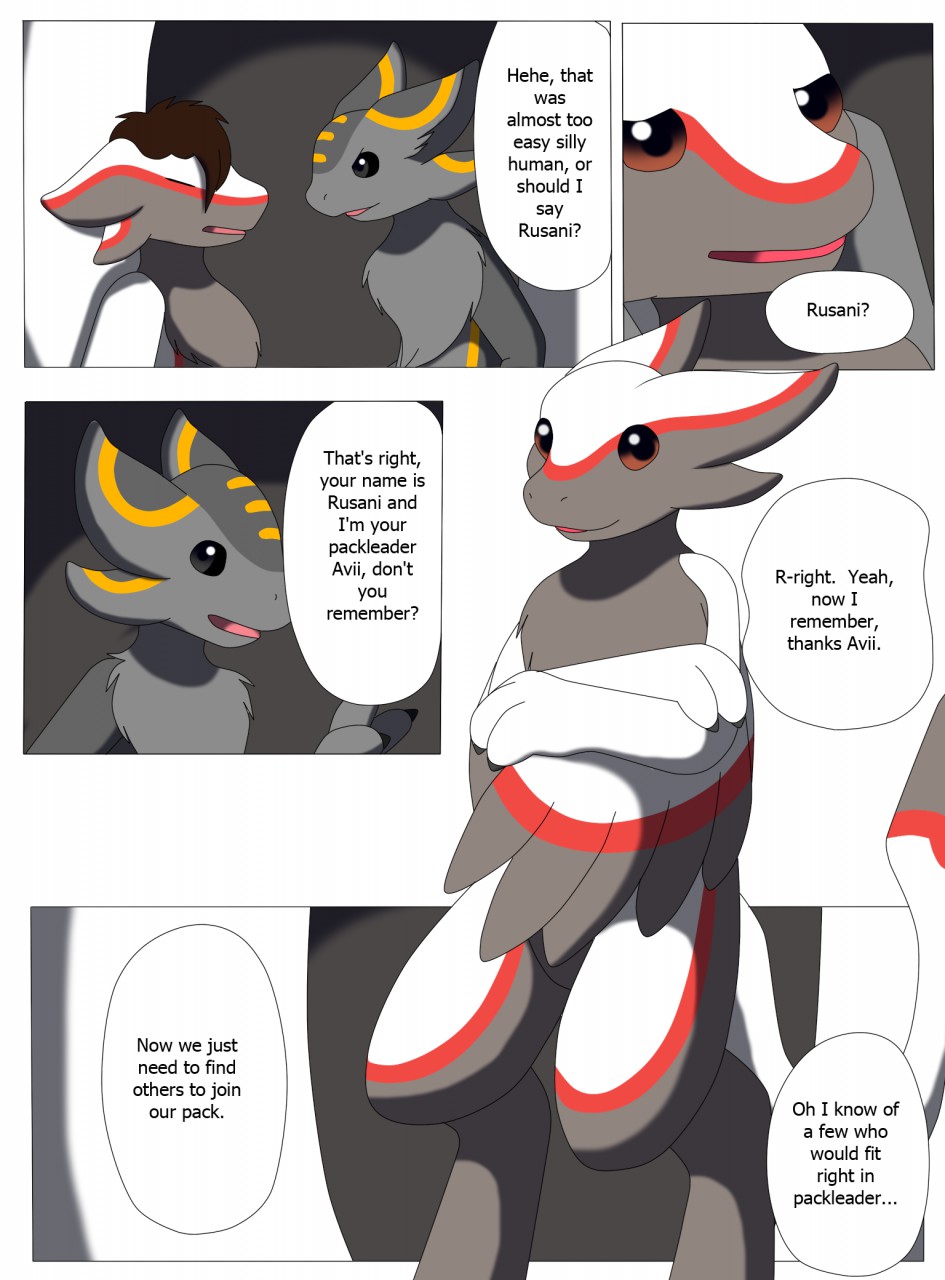 Hehe, that
was
almost too
easy silly
human, or
should I
say
Rusani?
Rusani?
That's right,
your name is
Rusani and
I'm your
packleader
Avii, don't
you
remember?
R-right. Yeah,
now I
remember,
thanks Avii.
Now we just
need to find
others to join
our pack.
Oh I know of
a few who
would fit
right in
packleader...